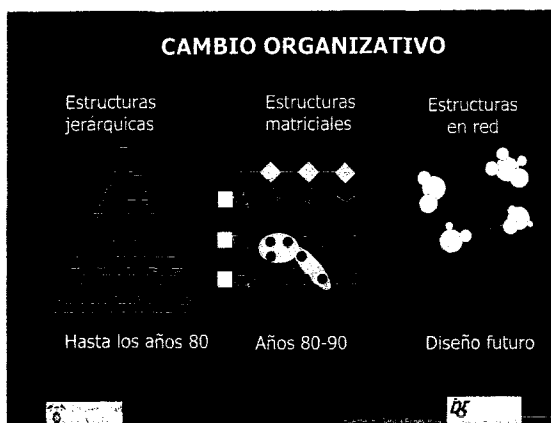 CAMBIO ORGANIZATIVO
Estructuras
jerárquicas
Estructuras
matriciales
Estructuras
en red
Hasta los años 80
Años 80-90
Diseño futuro